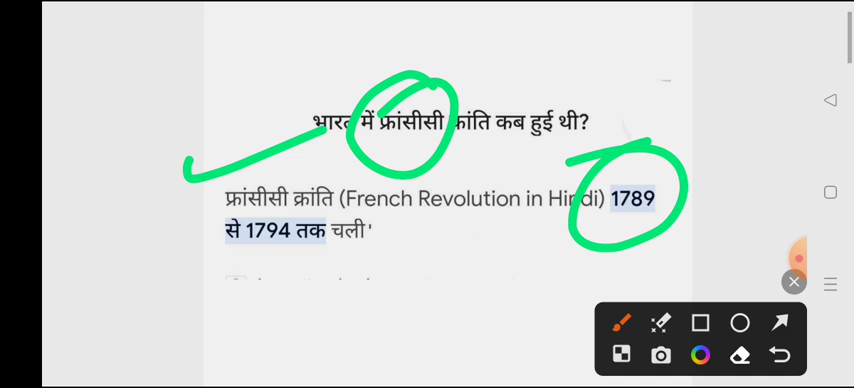 भारत में फ्रांसीसी क्रांति कब हुई थी?
फ्रांसीसी क्रांति (French Revolution in Hindi) 1789
से 1794 तक चली'